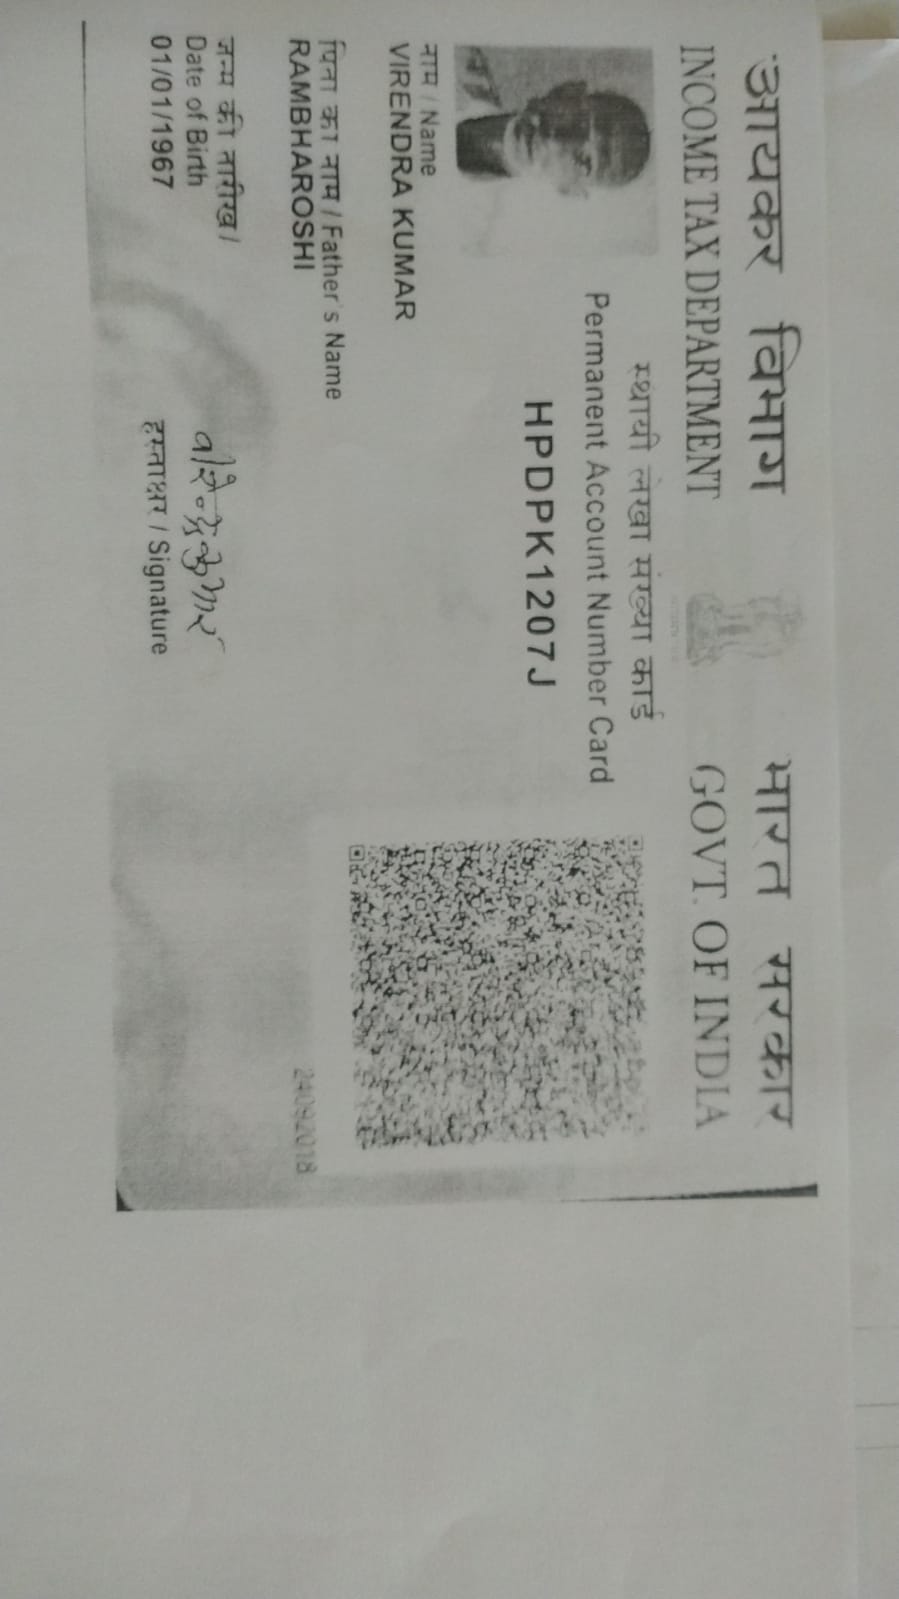 आयकर विभाग
INCOME TAX DEPARTMENT
भारत सरकार
GOVT. OF INDIA
स्थायी लेखा संख्या कार्ड
Permanent Account Number Card
HPDPK1207J
नाम / Name
VIRENDRA KUMAR
पिता का नाम / Father's Name
RAMBHAROSHI
जन्म की तारीख /
Date of Birth
01/01/1967
वीरेन्द्र कुमार
हस्ताक्षर / Signature
24092018